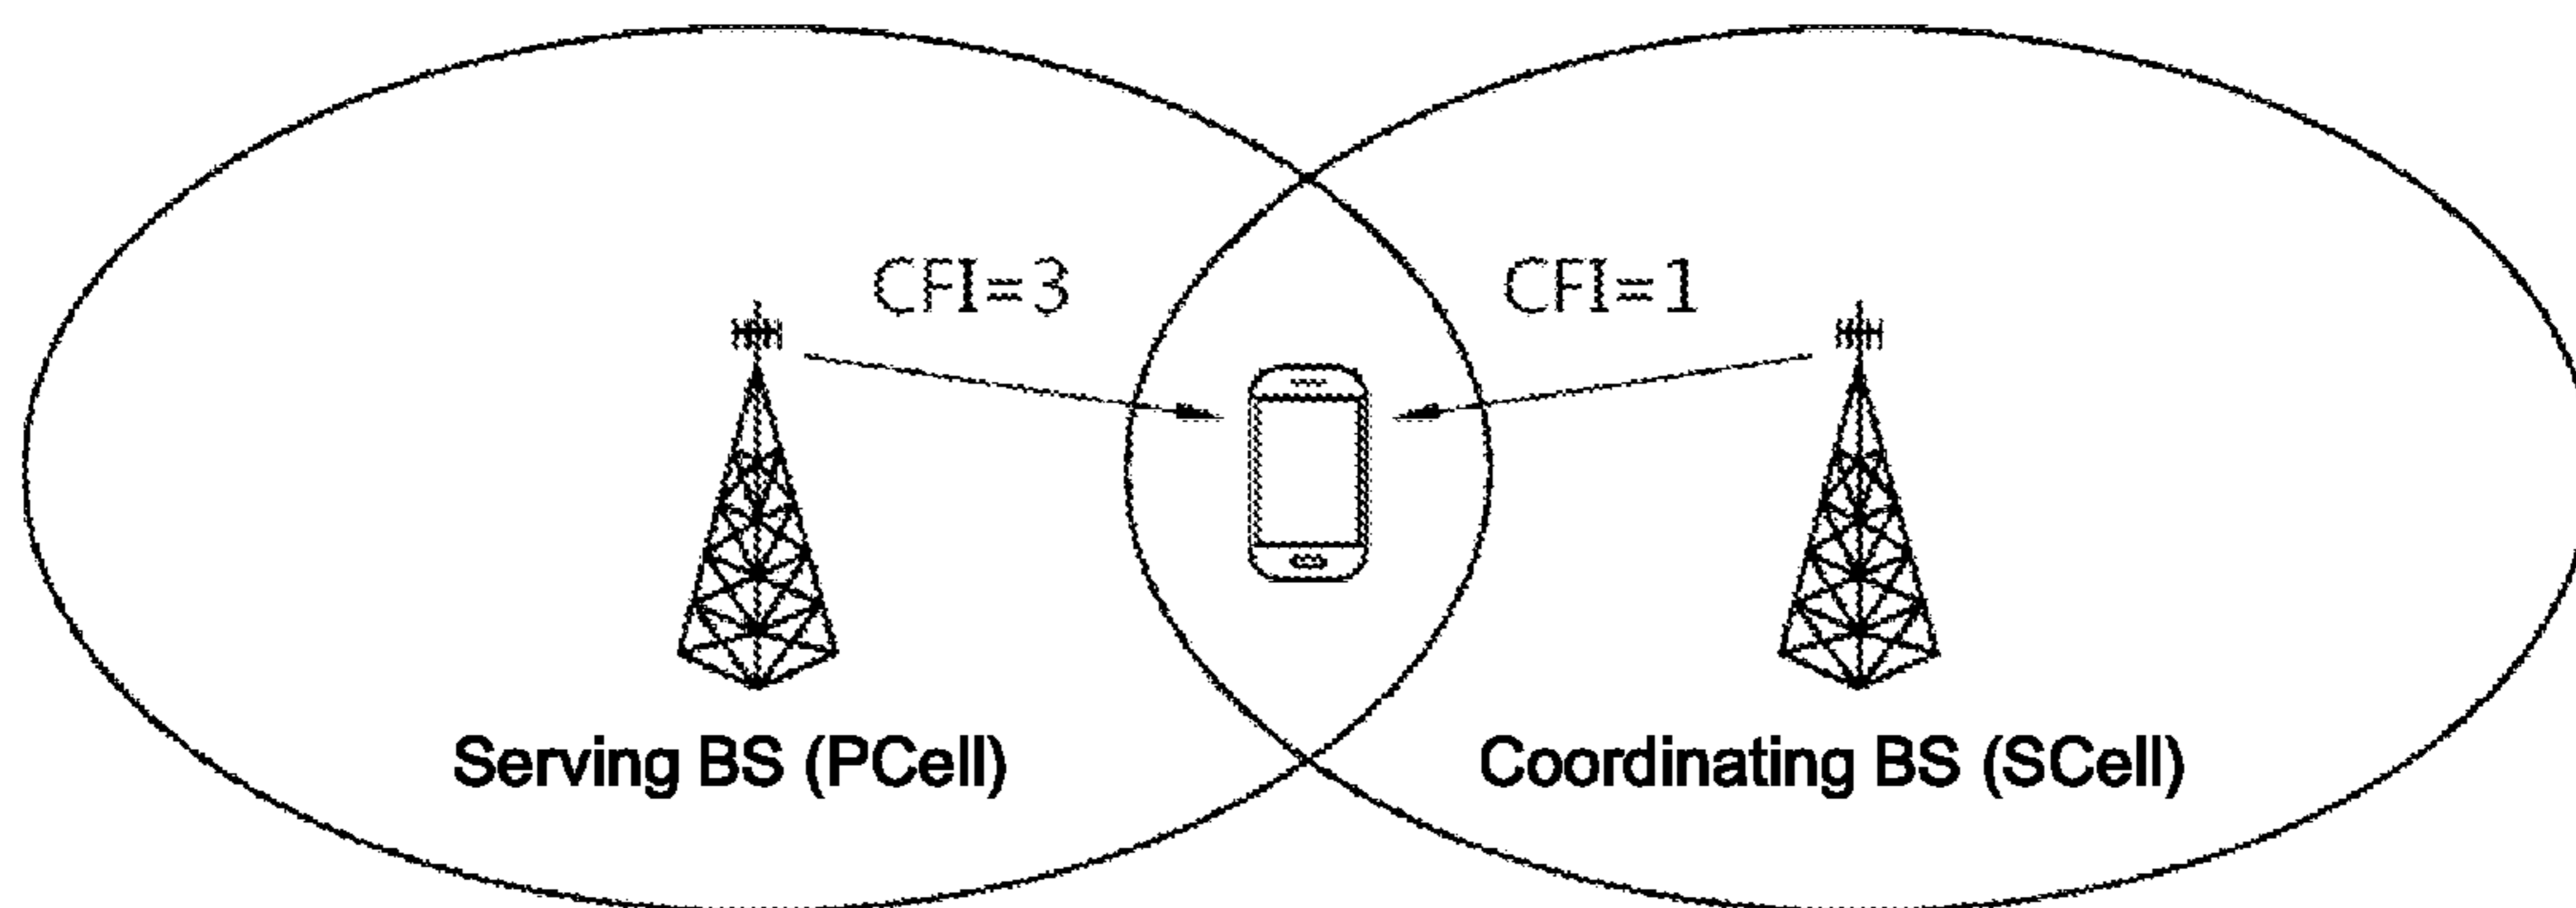 CFI=3
CFI=1
Serving BS (PCell)
Coordinating BS (SCell)